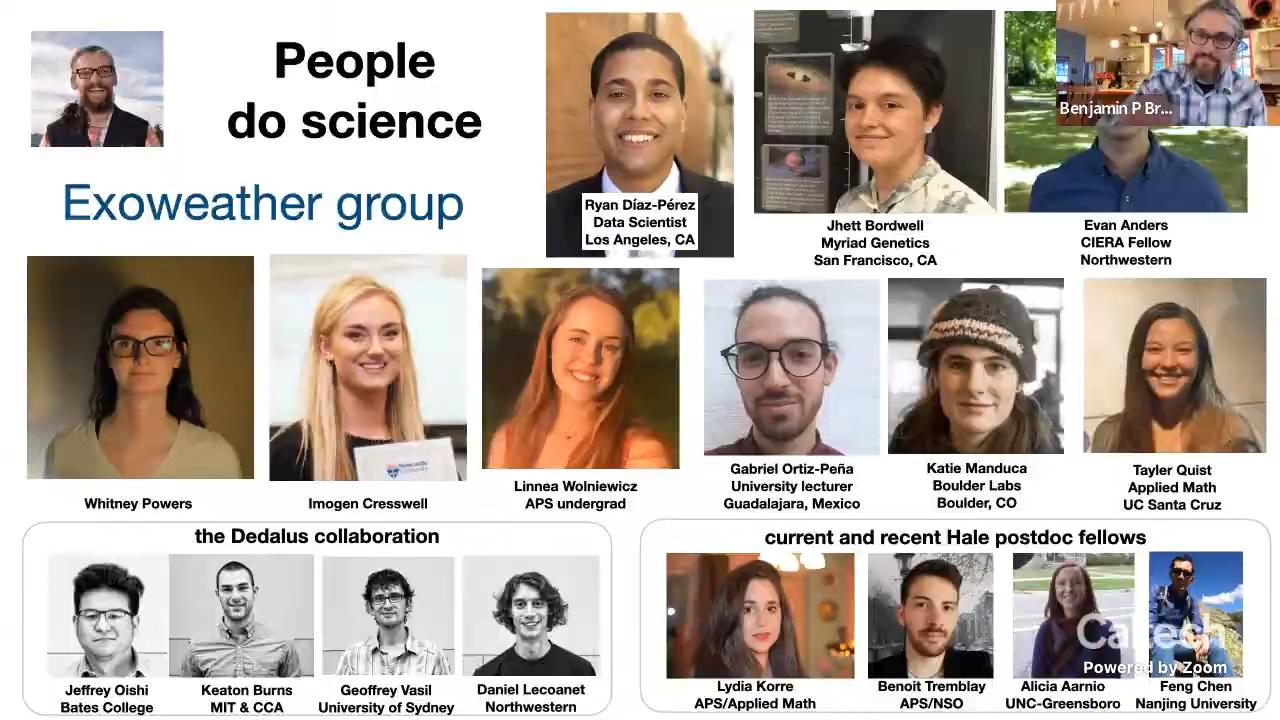 People
do science
Exoweather group
Benjamin P Br...
Ryan Díaz-Pérez
Data Scientist
Los Angeles, CA
Jhett Bordwell
Myriad Genetics
San Francisco, CA
Evan Anders
CIERA Fellow
Northwestern
Whitney Powers
Imogen Cresswell
Linnea Wolniewicz
APS undergrad
Gabriel Ortiz-Peña
University lecturer
Guadalajara, Mexico
Katie Manduca
Boulder Labs
Boulder, CO
Tayler Quist
Applied Math
UC Santa Cruz
Newcastle
University
the Dedalus collaboration
Jeffrey Oishi
Bates College
Keaton Burns
MIT & CCA
Geoffrey Vasil
University of Sydney
Daniel Lecoanet
Northwestern
current and recent Hale postdoc fellows
Lydia Korre
APS/Applied Math
Benoit Tremblay
APS/NSO
Alicia Aarnio
UNC-Greensboro
Feng Chen
Nanjing University
Caltech
Powered by Zoom